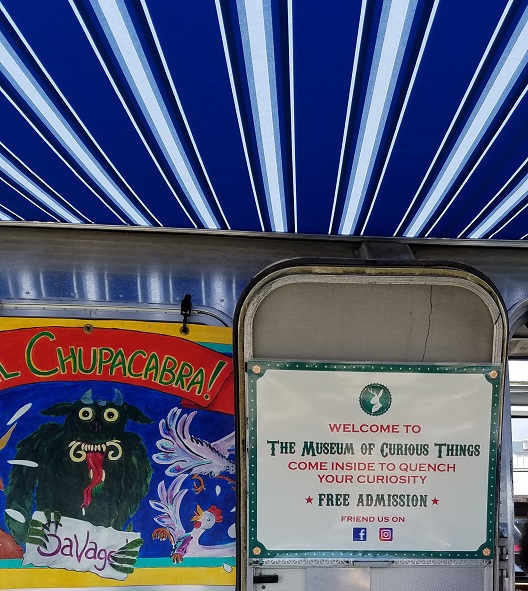 L CHUPACABRA!
Savage
WELCOME TO
THE MUSEUM OF CURIOUS THINGS
COME INSIDE TO QUENCH
YOUR CURIOSITY
FREE ADMISSION
FRIEND US ON